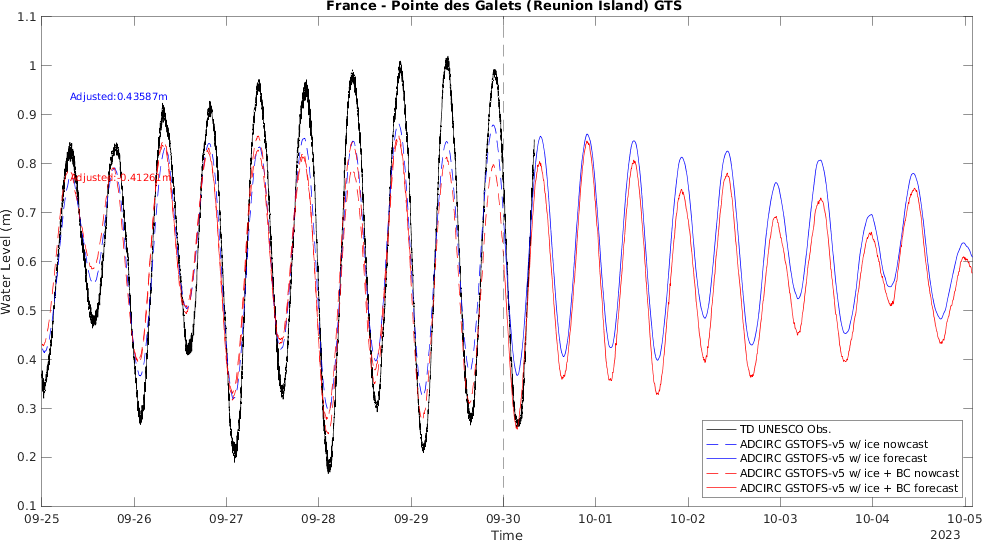 France - Pointe des Galets (Reunion Island) GTS
1.1
1
0.9
0.8
0.7
0.6
0.5
0.4
0.3
0.2
0.1
Water Level (m)
Adjusted:0.43587m
Adjusted:-0.41261m
TD UNESCO Obs.
ADCIRC GSTOFS-v5 w/ ice nowcast
ADCIRC GSTOFS-v5 w/ ice forecast
ADCIRC GSTOFS-v5 w/ ice + BC nowcast
ADCIRC GSTOFS-v5 w/ ice + BC forecast
09-25 09-26 09-27 09-28 09-29 09-30 10-01 10-02 10-03 10-04 10-05
Time
2023